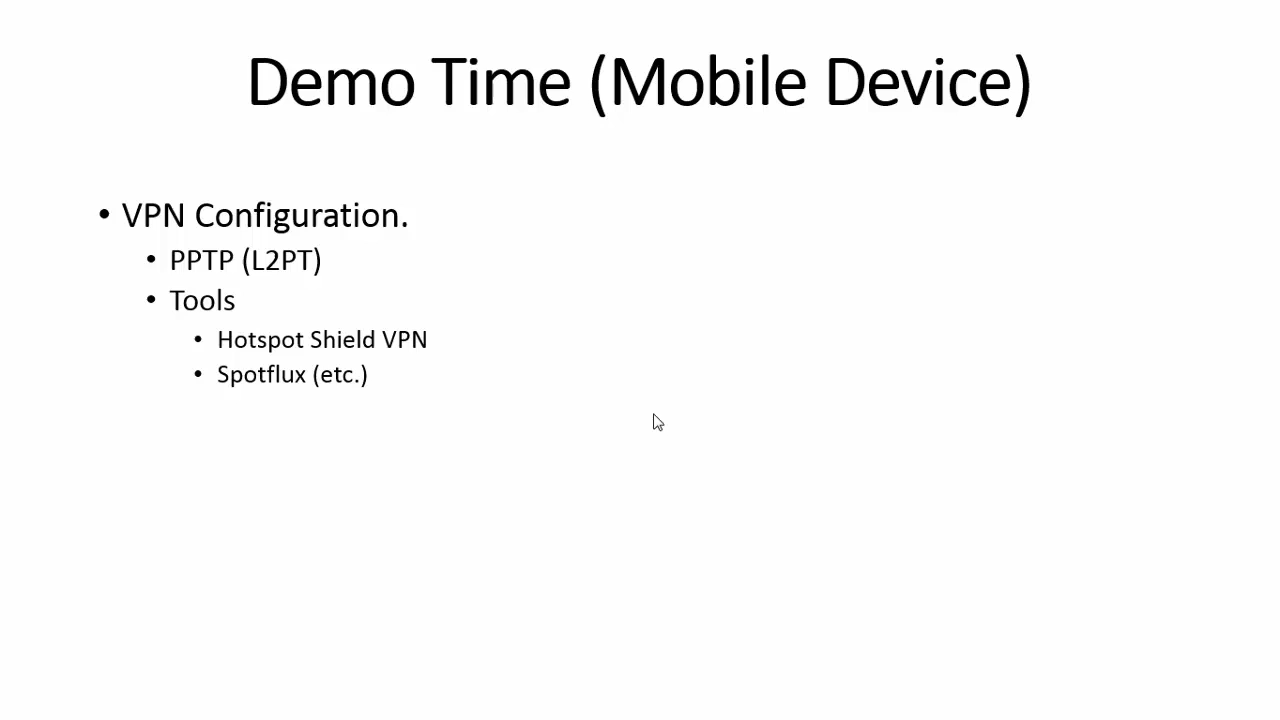 Demo Time (Mobile Device)
• VPN Configuration.
• PPTP (L2PT)
• Tools
• Hotspot Shield VPN
• Spotflux (etc.)